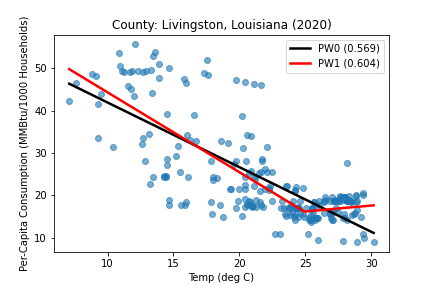 County: Livingston, Louisiana (2020)
PW0 (0.569)
PW1 (0.604)
Per-Capita Consumption (MMBtu/1000 Households)
50
40
30
20
10
10 15 20 25 30
Temp (deg C)